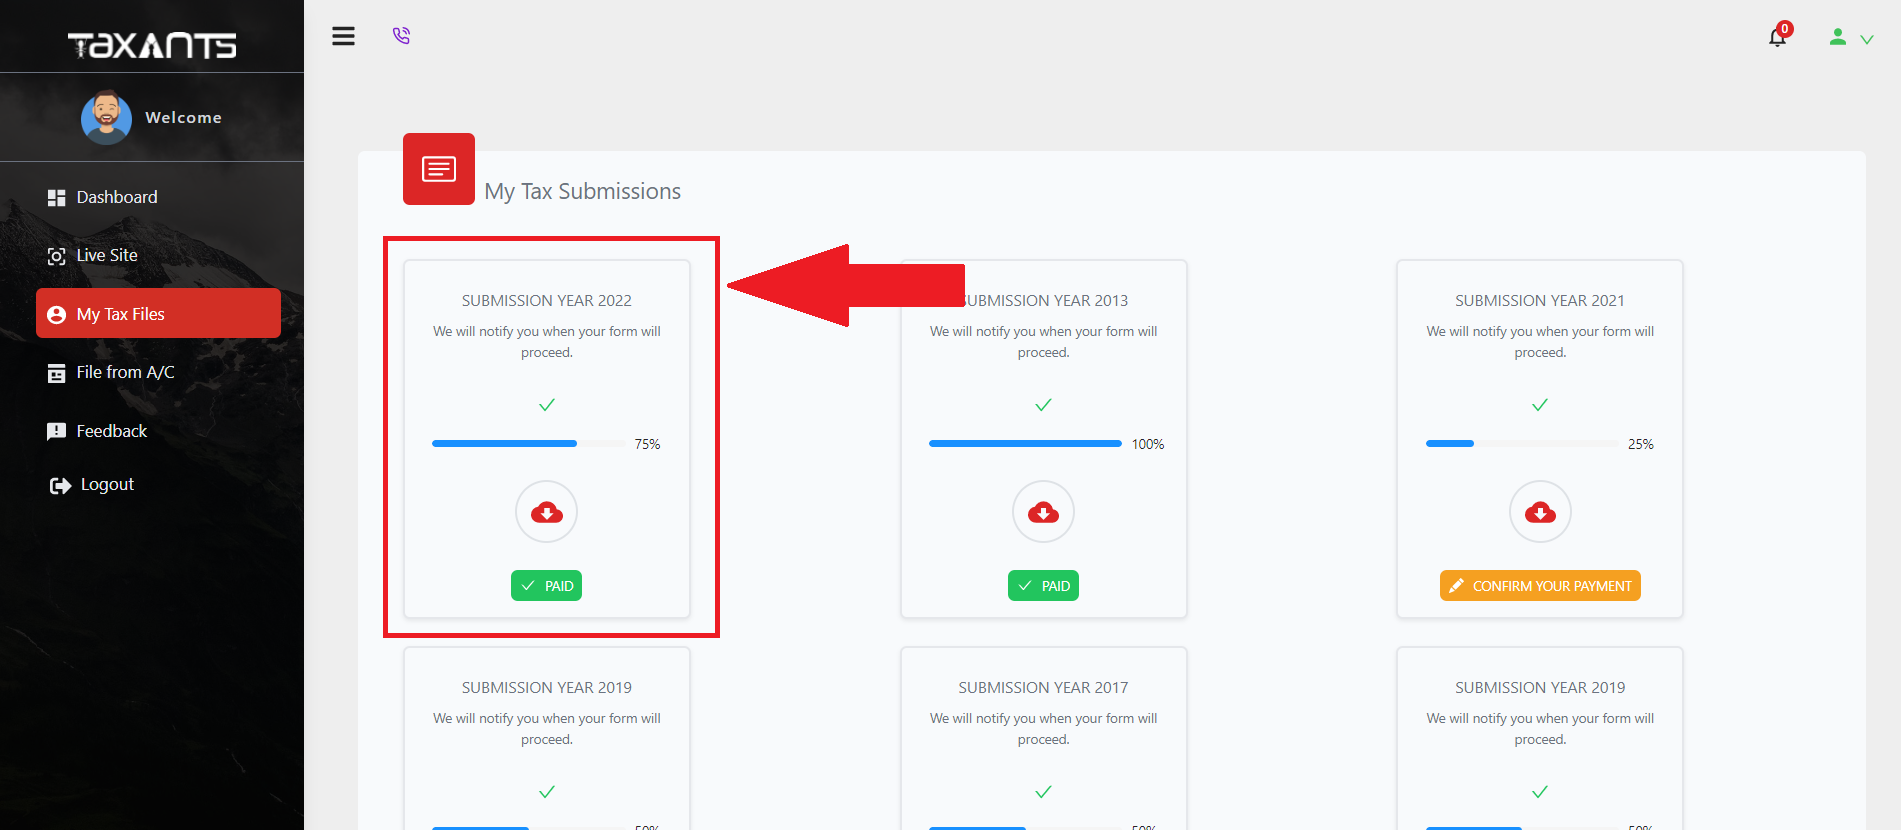 TAXANTS
0
Welcome
Dashboard
Live Site
My Tax Files
File from A/C
Feedback
Logout
My Tax Submissions
SUBMISSION YEAR 2022
We will notify you when your form will
proceed.
75%
PAID
SUBMISSION YEAR 2013
We will notify you when your form will
proceed.
100%
PAID
SUBMISSION YEAR 2021
We will notify you when your form will
proceed.
25%
CONFIRM YOUR PAYMENT
SUBMISSION YEAR 2019
We will notify you when your form will
proceed.
50%
SUBMISSION YEAR 2017
We will notify you when your form will
proceed.
50%
SUBMISSION YEAR 2019
We will notify you when your form will
proceed.
50%